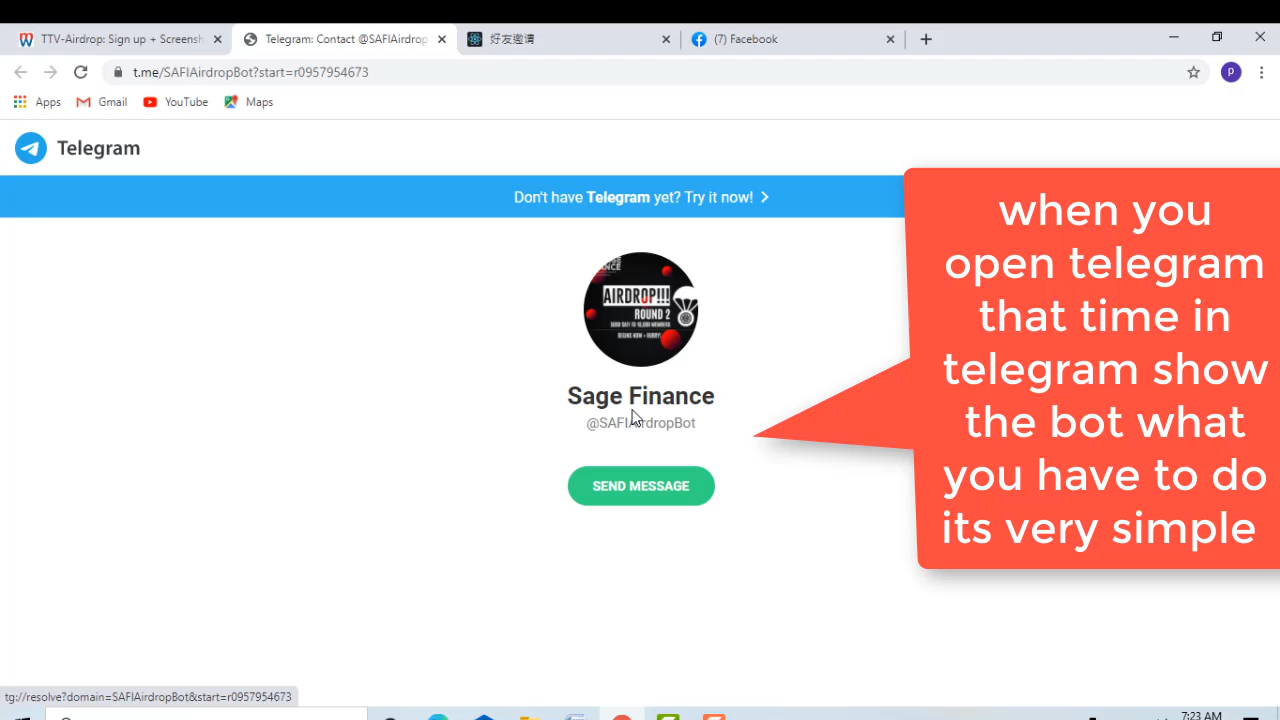 TTV-Airdrop: Sign up + Screensh
Telegram: Contact @SAFIAirdrop
好友邀请
(7) Facebook
t.me/SAFIAirdropBot?start=r0957954673
P
Apps
Gmail
YouTube
Maps
Telegram
Don't have Telegram yet? Try it now!
AIRDROP!!!
ROUND 2
Sage Finance
@SAFIAirdropBot
SEND MESSAGE
when you
open telegram
that time in
telegram show
the bot what
you have to do
its very simple
tg://resolve?domain=SAFIAirdropBot&start=r0957954673
7:23 AM